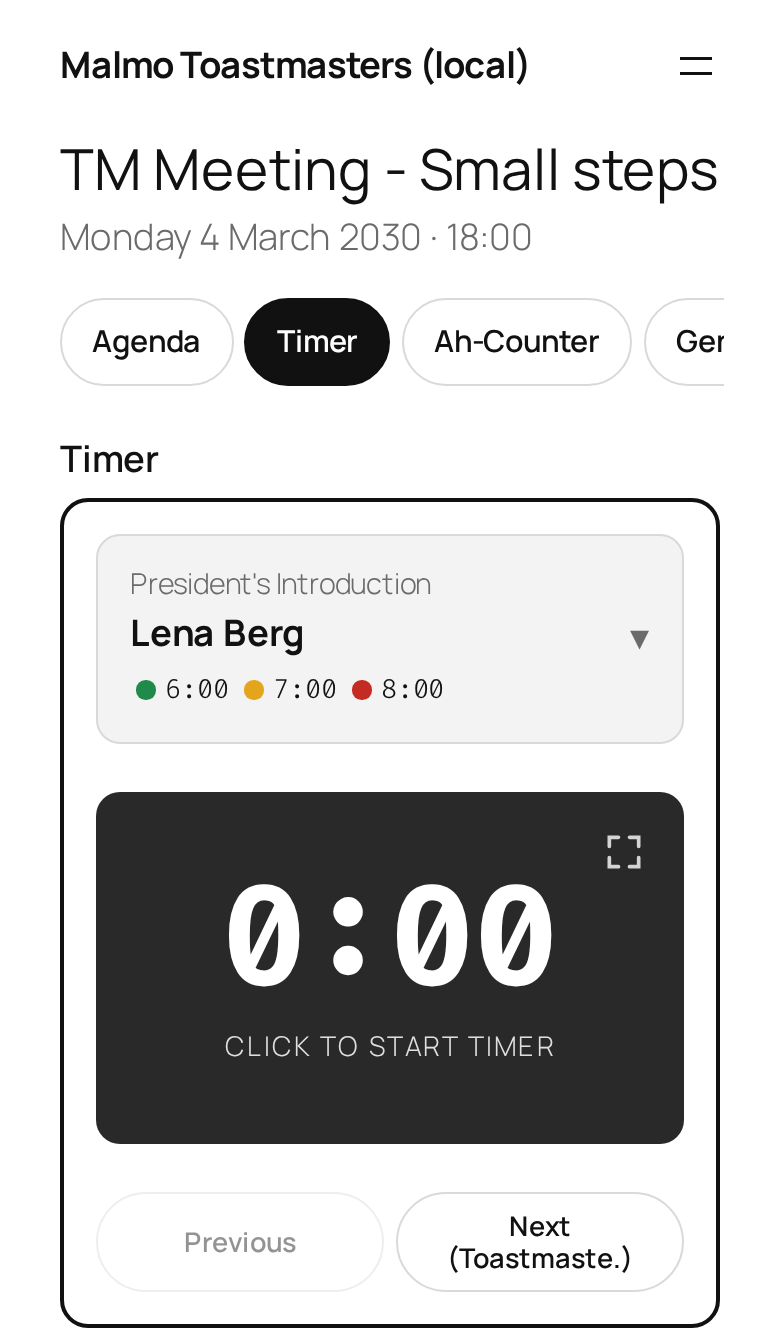 Malmo Toastmasters (local)
TM Meeting - Small steps
Monday 4 March 2030 · 18:00
Agenda Timer Ah-Counter Ger
Timer
President's Introduction
Lena Berg
▼
6:00 7:00 8:00
0:00
CLICK TO START TIMER
Previous
Next
(Toastmaste.)